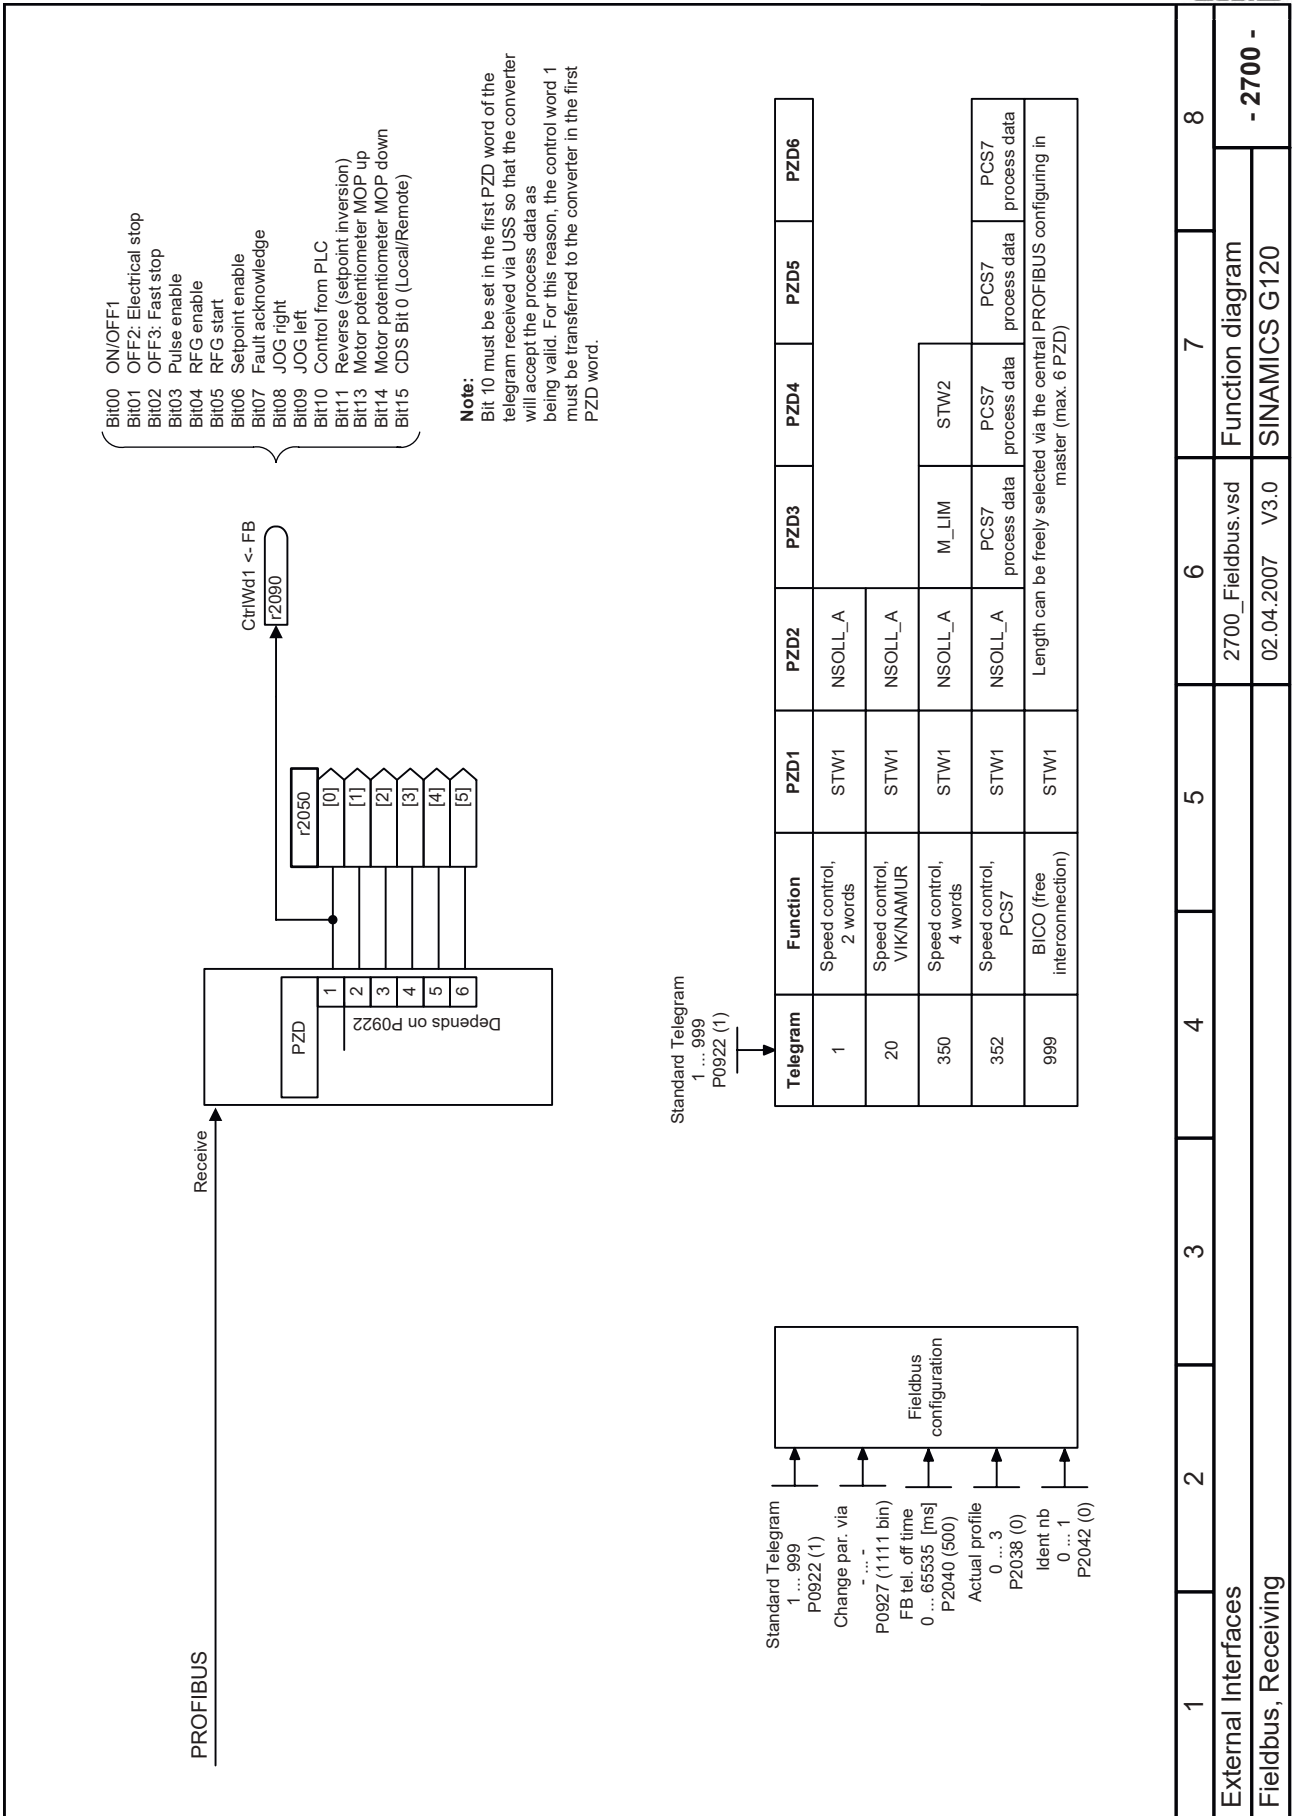 PROFIBUS
Receive
PZD
1
2
3
4
5
6
Depends on P0922
r2050
[0]
[1]
[2]
[3]
[4]
[5]
CtrlWd1 <- FB
r2090
Bit00 ON/OFF1
Bit01 OFF2: Electrical stop
Bit02 OFF3: Fast stop
Bit03 Pulse enable
Bit04 RFG enable
Bit05 RFG start
Bit06 Setpoint enable
Bit07 Fault acknowledge
Bit08 JOG right
Bit09 JOG left
Bit10 Control from PLC
Bit11 Reverse (setpoint inversion)
Bit13 Motor potentiometer MOP up
Bit14 Motor potentiometer MOP down
Bit15 CDS Bit 0 (Local/Remote)
Note:
Bit 10 must be set in the first PZD word of the
telegram received via USS so that the converter
will accept the process data as
being valid. For this reason, the control word 1
must be transferred to the converter in the first
PZD word.
Standard Telegram
1 ... 999
P0922 (1)
Change par. via
- ... -
P0927 (1111 bin)
FB tel. off time
0 ... 65535 [ms]
P2040 (500)
Actual profile
0 ... 3
P2038 (0)
Ident nb
0 ... 1
P2042 (0)
Fieldbus
configuration
Standard Telegram
1 ... 999
P0922 (1)
Telegram Function PZD1 PZD2 PZD3 PZD4 PZD5 PZD6
1 Speed control, 2 words STW1 NSOLL_A
20 Speed control, VIK/NAMUR STW1 NSOLL_A
350 Speed control, 4 words STW1 NSOLL_A M_LIM STW2
352 Speed control, PCS7 STW1 NSOLL_A PCS7 process data PCS7 process data PCS7 process data PCS7 process data
999 BICO (free interconnection) STW1 Length can be freely selected via the central PROFIBUS configuring in master (max. 6 PZD)
1 2 3 4 5 6 7 8
External Interfaces 2700_Fieldbus.vsd Function diagram - 2700 -
Fieldbus, Receiving 02.04.2007 V3.0 SINAMICS G120